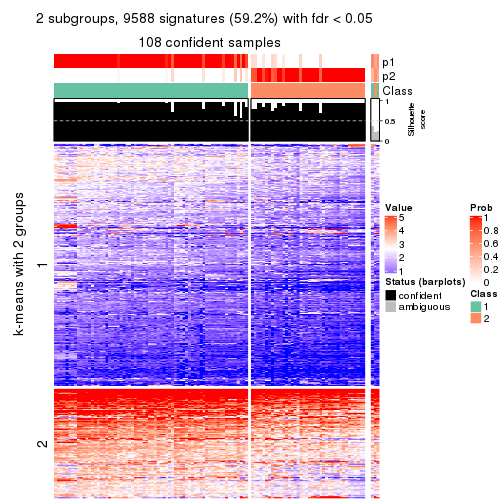 2 subgroups, 9588 signatures (59.2%) with fdr < 0.05
108 confident samples
p1
p2
Class
1
0.5
0
Silhouette
score
k-means with 2 groups
1
2
Value
5
4
3
2
1
Prob
1
0.8
0.6
0.4
0.2
0
Status (barplots)
confident
ambiguous
Class
1
2